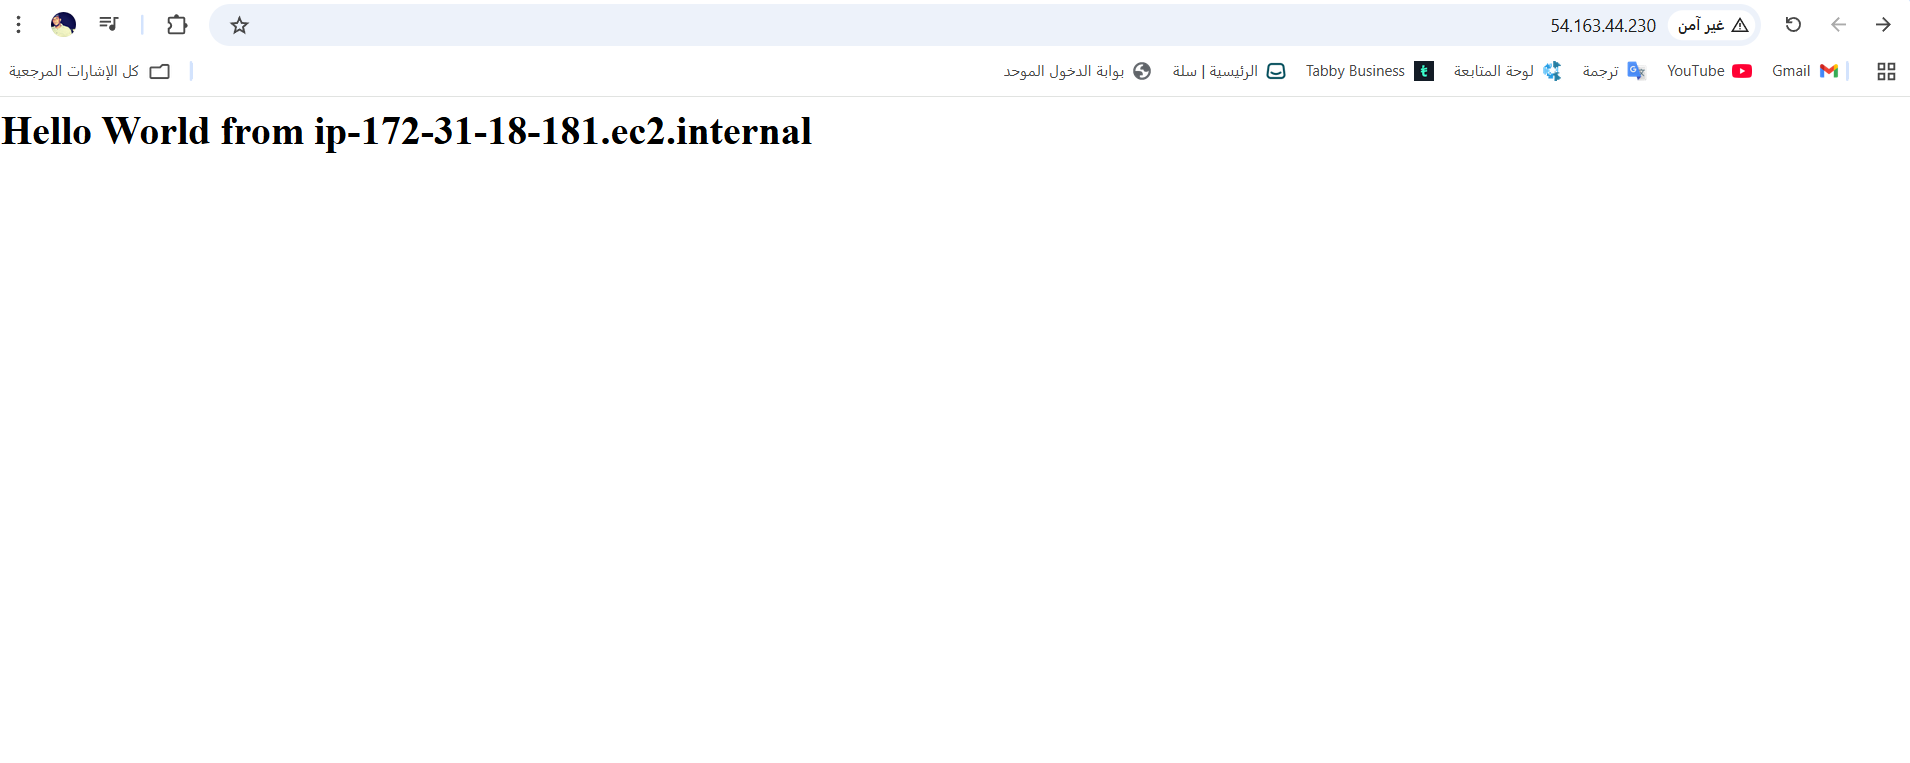 غير آمن 54.163.44.230
Gmail YouTube ترجمة لوحة المتابعة Tabby Business الرئيسية | سلة بوابة الدخول الموحد كل الإشارات المرجعية
Hello World from ip-172-31-18-181.ec2.internal